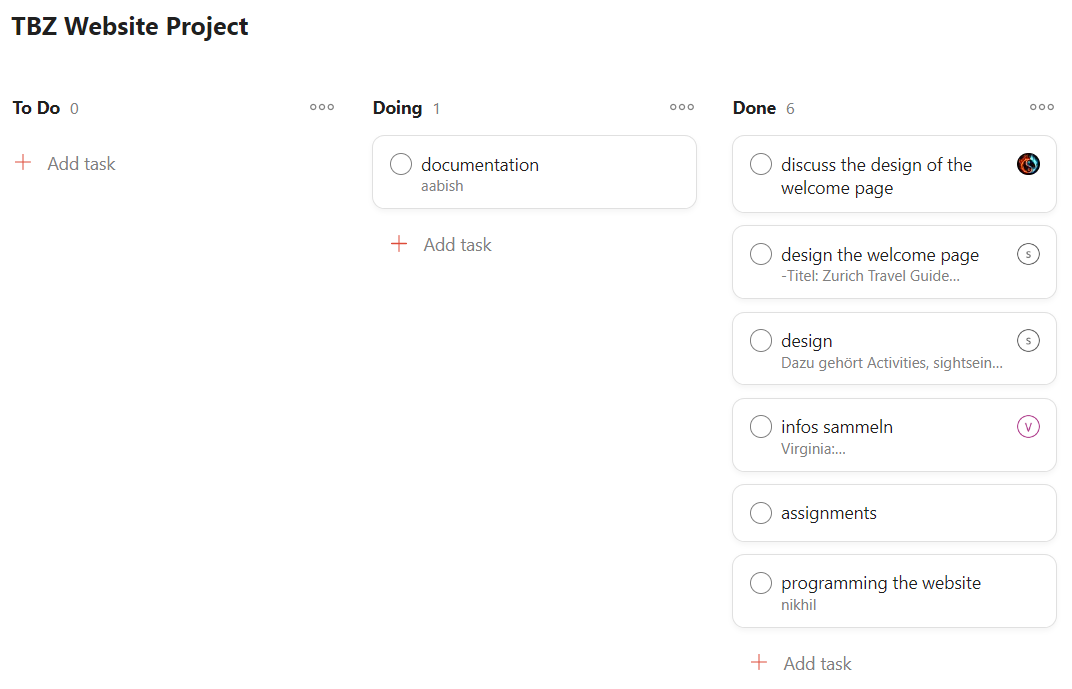 TBZ Website Project
To Do 0
Add task
Doing 1
documentation
aabish
Add task
Done 6
discuss the design of the
welcome page
design the welcome page
-Titel: Zurich Travel Guide...
S
design
Dazu gehört Activities, sightsein...
S
infos sammeln
Virginia:...
V
assignments
programming the website
nikhil
Add task